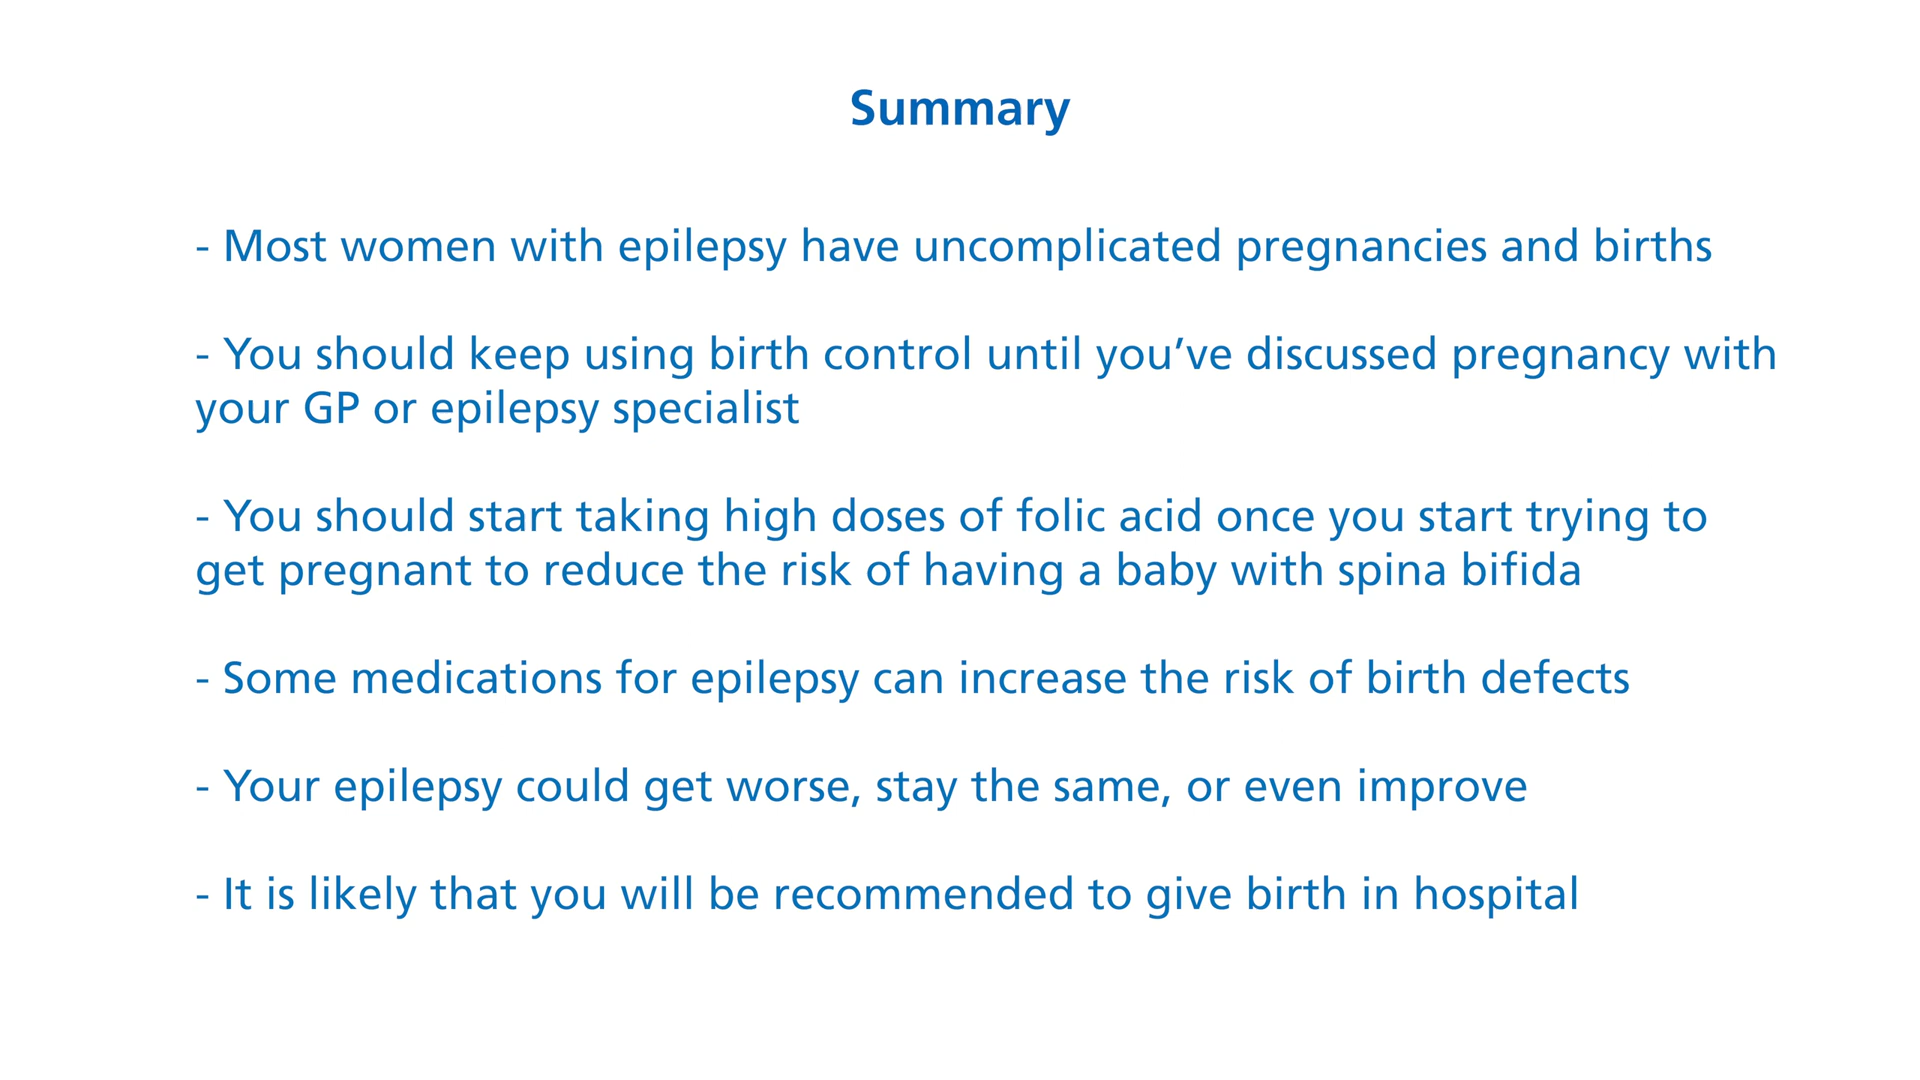 Summary
- Most women with epilepsy have uncomplicated pregnancies and births
- You should keep using birth control until you’ve discussed pregnancy with
your GP or epilepsy specialist
- You should start taking high doses of folic acid once you start trying to
get pregnant to reduce the risk of having a baby with spina bifida
- Some medications for epilepsy can increase the risk of birth defects
- Your epilepsy could get worse, stay the same, or even improve
- It is likely that you will be recommended to give birth in hospital